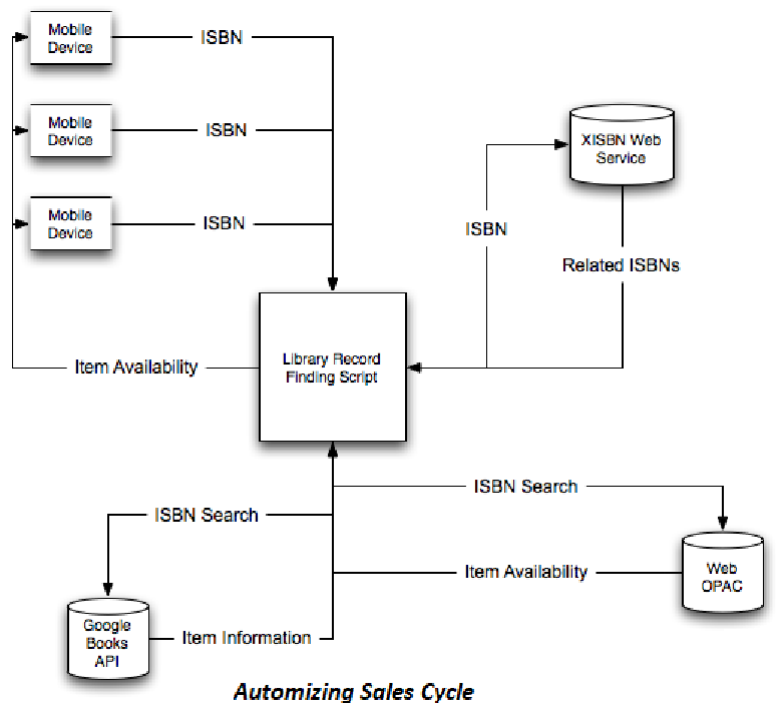 Mobile
Device
ISBN
Mobile
Device
ISBN
XISBN Web
Service
Mobile
Device
ISBN
ISBN
Related ISBNs
Library Record
Finding Script
Item Availability
ISBN Search
ISBN Search
Item Availability
Web
OPAC
Google
Books
API
Item Information
Automizing Sales Cycle